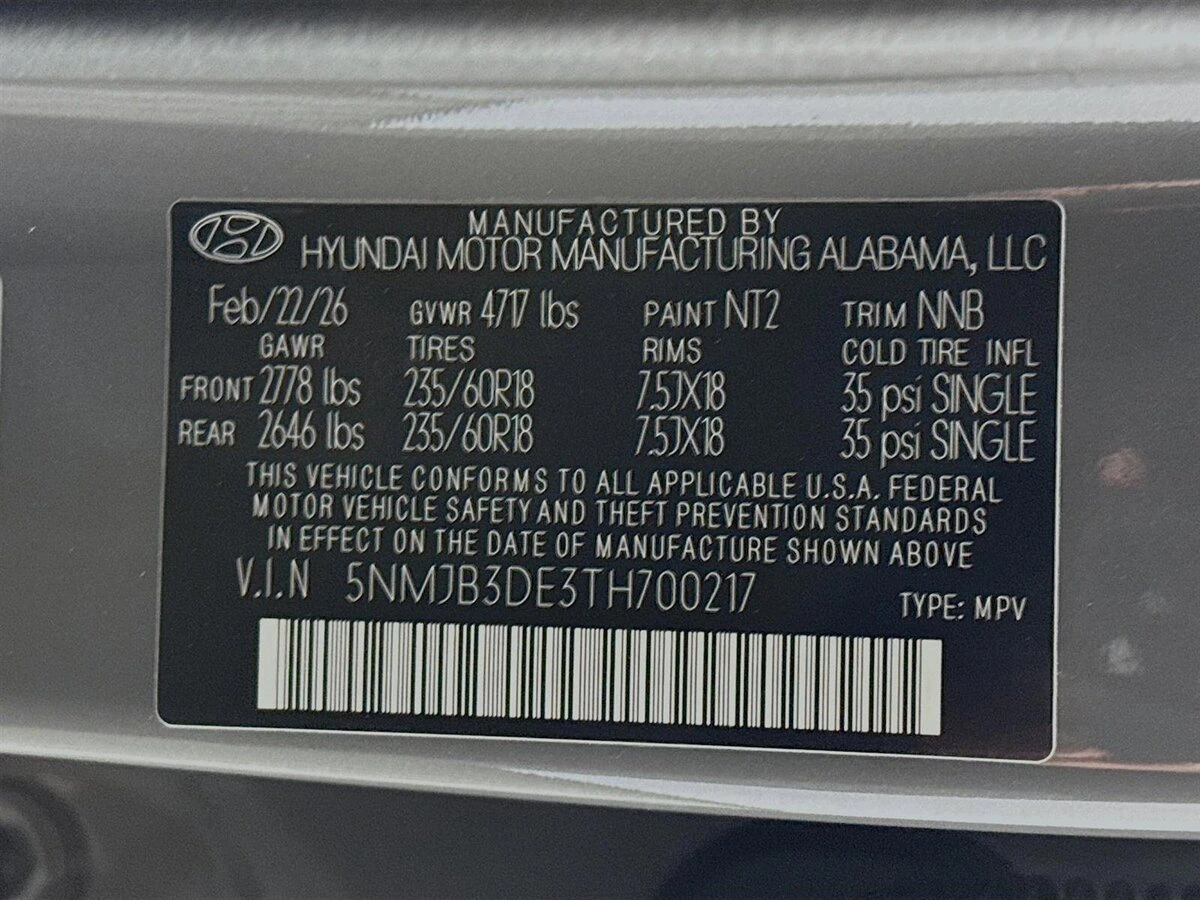 MANUFACTURED BY
HYUNDAI MOTOR MANUFACTURING ALABAMA, LLC
Feb/22/26 GVWR 4717 lbs PAINT NT2 TRIM NNB
GAWR TIRES RIMS COLD TIRE INFL
FRONT 2778 lbs 235/60R18 7.5JX18 35 psi SINGLE
REAR 2646 lbs 235/60R18 7.5JX18 35 psi SINGLE
THIS VEHICLE CONFORMS TO ALL APPLICABLE U.S.A. FEDERAL
MOTOR VEHICLE SAFETY AND THEFT PREVENTION STANDARDS
IN EFFECT ON THE DATE OF MANUFACTURE SHOWN ABOVE
V.I.N 5NMJB3DE3TH700217 TYPE: MPV